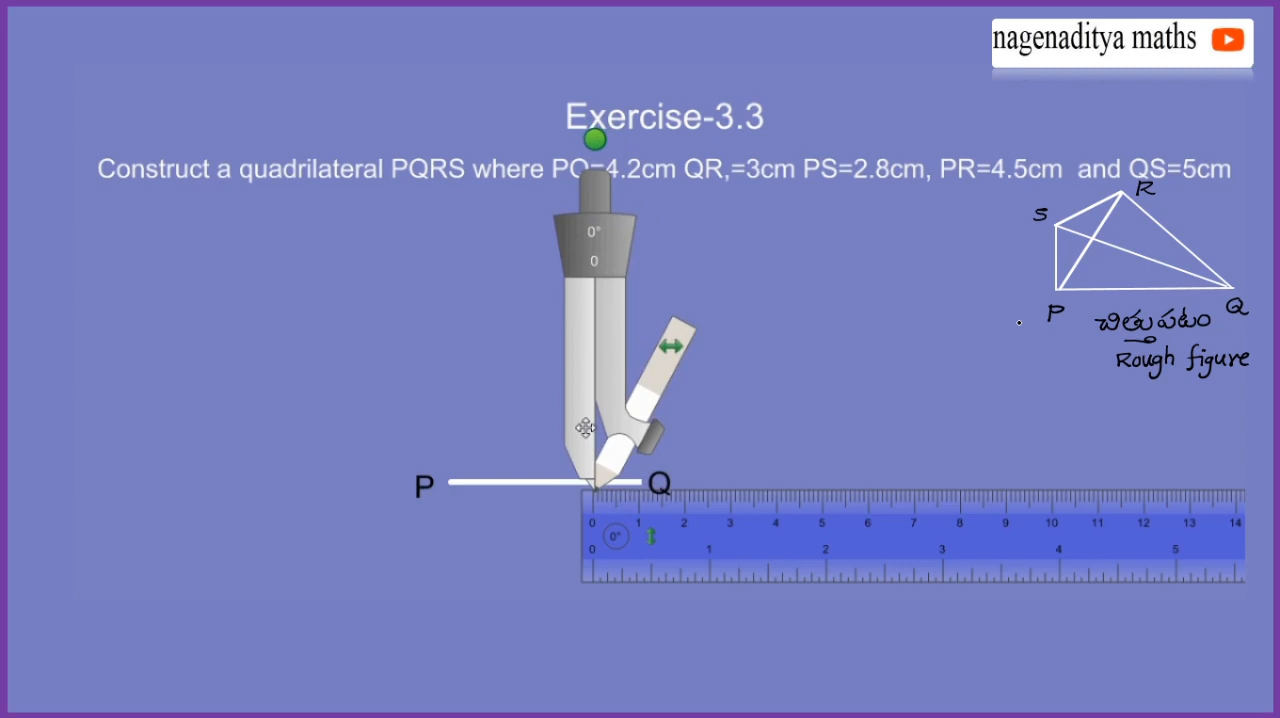 nagenaditya maths
Exercise-3.3
Construct a quadrilateral PQRS where PQ=4.2cm QR,=3cm PS=2.8cm, PR=4.5cm and QS=5cm
R
S
0°
0
P
Q
చిత్తుపటం
Rough figure
P
Q
0 1 2 3 4 5 6 7 8 9 10 11 12 13 14
0°
0 1 2 3 4 5